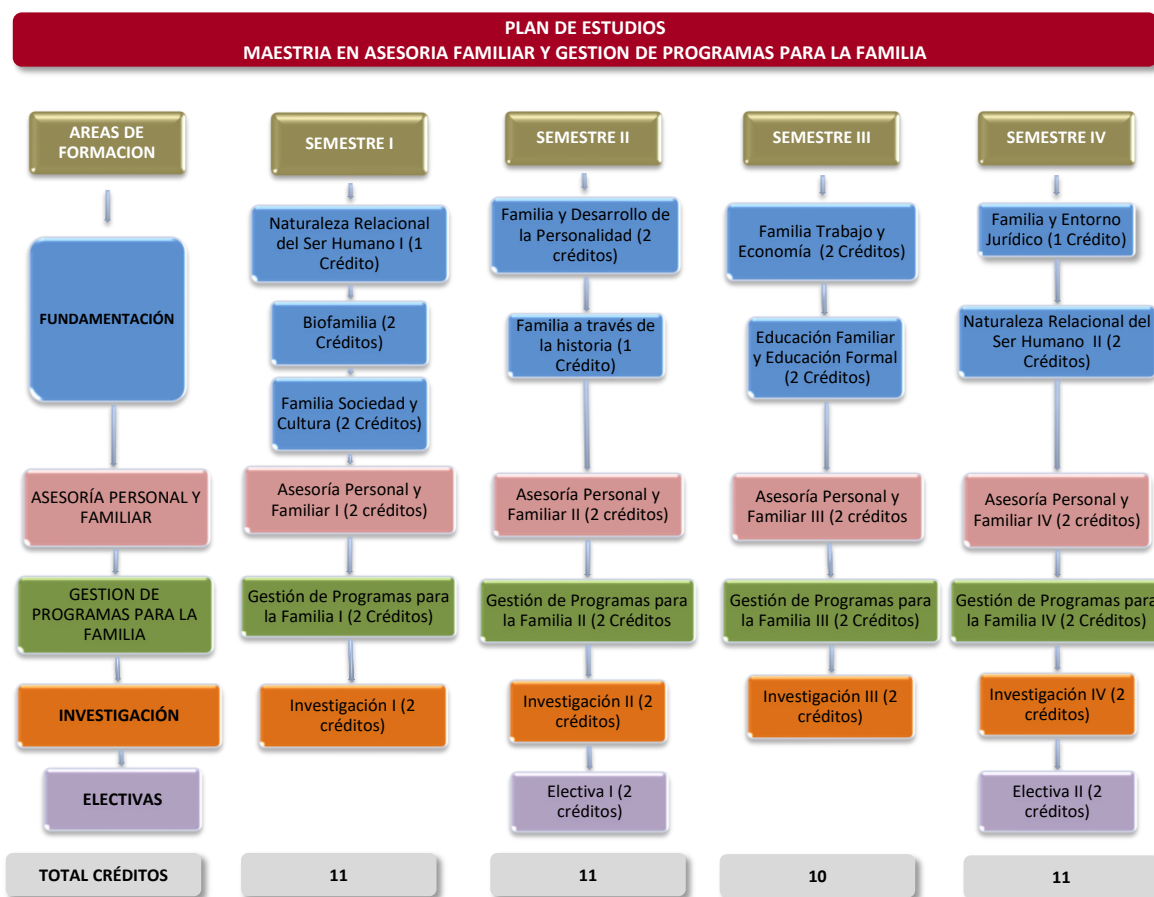 PLAN DE ESTUDIOS
MAESTRIA EN ASESORIA FAMILIAR Y GESTION DE PROGRAMAS PARA LA FAMILIA
AREAS DE
FORMACION
FUNDAMENTACIÓN
ASESORÍA PERSONAL Y
FAMILIAR
GESTION DE
PROGRAMAS PARA LA
FAMILIA
INVESTIGACIÓN
ELECTIVAS
TOTAL CRÉDITOS
SEMESTRE I
Naturaleza Relacional
del Ser Humano I (1
Crédito)
Biofamilia (2
Créditos)
Familia Sociedad y
Cultura (2 Créditos)
Asesoría Personal y
Familiar I (2 créditos)
Gestión de Programas para
la Familia I (2 Créditos)
Investigación I (2
créditos)
11
SEMESTRE II
Familia y Desarrollo de
la Personalidad (2
créditos)
Familia a través de
la historia (1
Crédito)
Asesoría Personal y
Familiar II (2 créditos)
Gestión de Programas para
la Familia II (2 Créditos
Investigación II (2
créditos)
Electiva I (2
créditos)
11
SEMESTRE III
Familia Trabajo y
Economía (2 Créditos)
Educación Familiar
y Educación Formal
(2 Créditos)
Asesoría Personal y
Familiar III (2 créditos
Gestión de Programas para
la Familia III (2 Créditos)
Investigación III (2
créditos)
10
SEMESTRE IV
Familia y Entorno
Jurídico (1 Crédito)
Naturaleza Relacional del
Ser Humano II (2
Créditos)
Asesoría Personal y
Familiar IV (2 créditos)
Gestión de Programas para
la Familia IV (2 Créditos)
Investigación IV (2
créditos)
Electiva II (2
créditos)
11